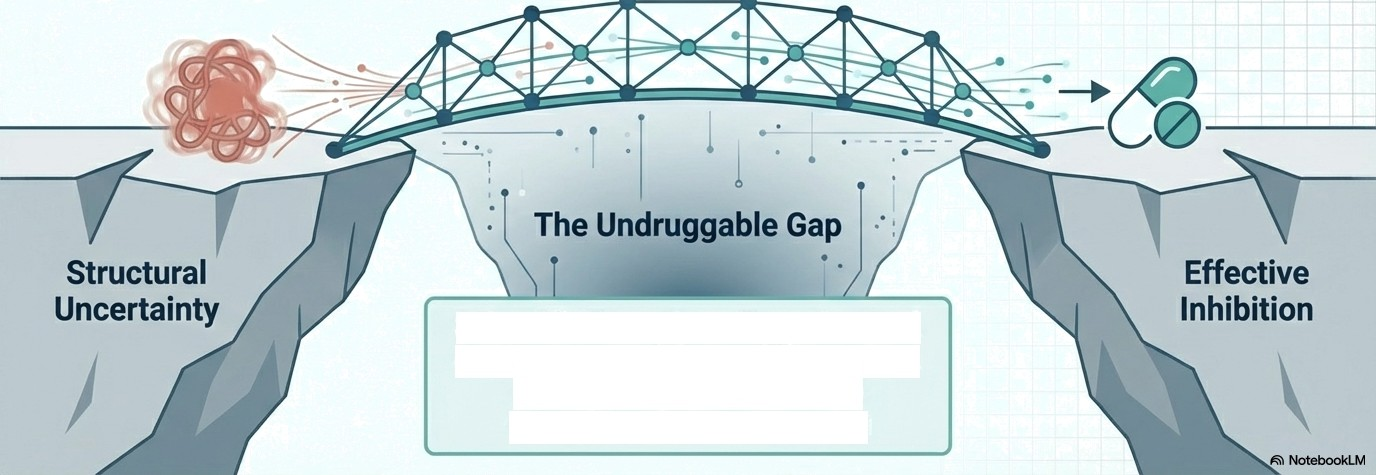 The Undruggable Gap
Structural
Uncertainty
Effective
Inhibition
NotebookLM